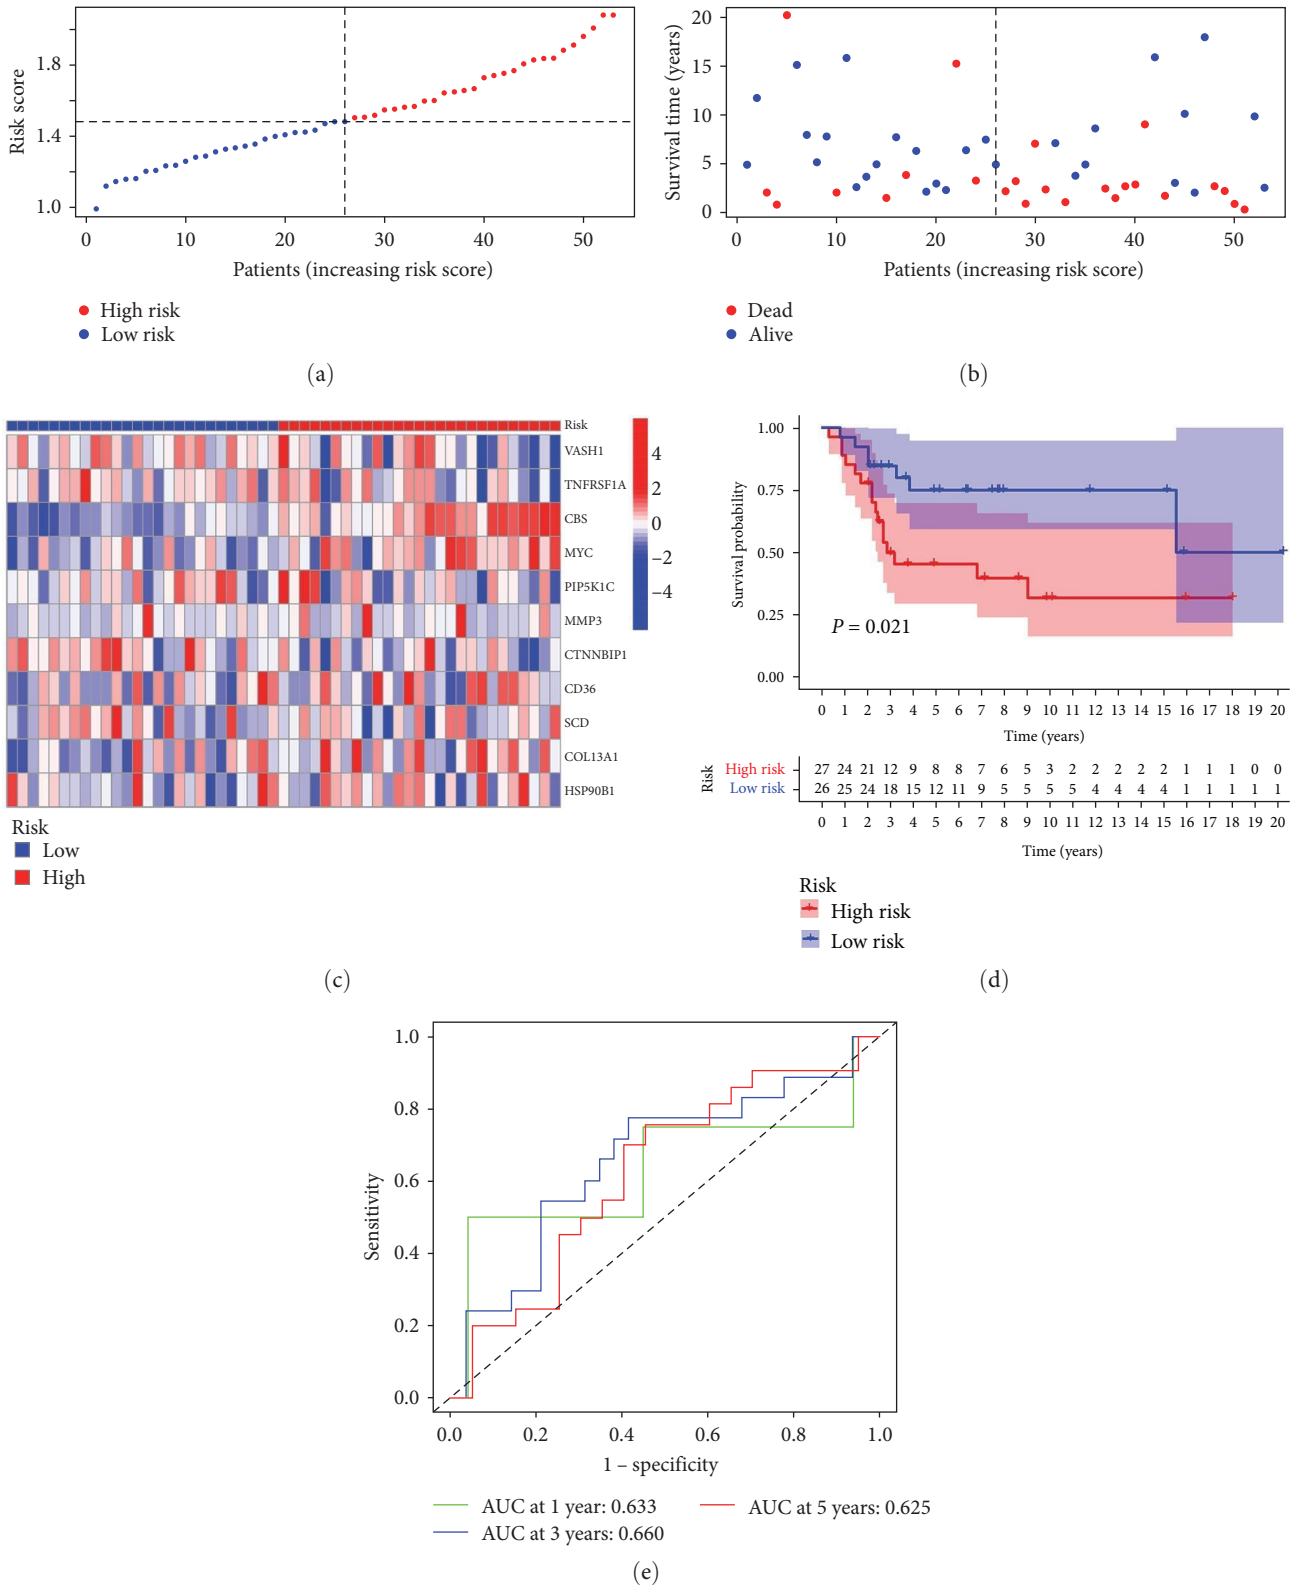 Risk score
1.8
1.4
1.0
0 10 20 30 40 50
Patients (increasing risk score)
High risk
Low risk
(a)
Survival time (years)
20
15
10
5
0
0 10 20 30 40 50
Patients (increasing risk score)
Dead
Alive
(b)
Risk
VASH1
TNFRSF1A
CBS
MYC
PIP5K1C
MMP3
CTNNBIP1
CD36
SCD
COL13A1
HSP90B1
4
2
0
−2
−4
Risk
Low
High
(c)
Survival probability
1.00
0.75
0.50
0.25
0.00
P = 0.021
0 1 2 3 4 5 6 7 8 9 10 11 12 13 14 15 16 17 18 19 20
Time (years)
Risk
High risk 27 24 21 12 9 8 8 7 6 5 3 2 2 2 2 2 1 1 1 0 0
Low risk 26 25 24 18 15 12 11 9 5 5 5 5 4 4 4 4 1 1 1 1 1
0 1 2 3 4 5 6 7 8 9 10 11 12 13 14 15 16 17 18 19 20
Time (years)
Risk
High risk
Low risk
(d)
Sensitivity
1.0
0.8
0.6
0.4
0.2
0.0
0.0 0.2 0.4 0.6 0.8 1.0
1 – specificity
AUC at 1 year: 0.633
AUC at 3 years: 0.660
AUC at 5 years: 0.625
(e)